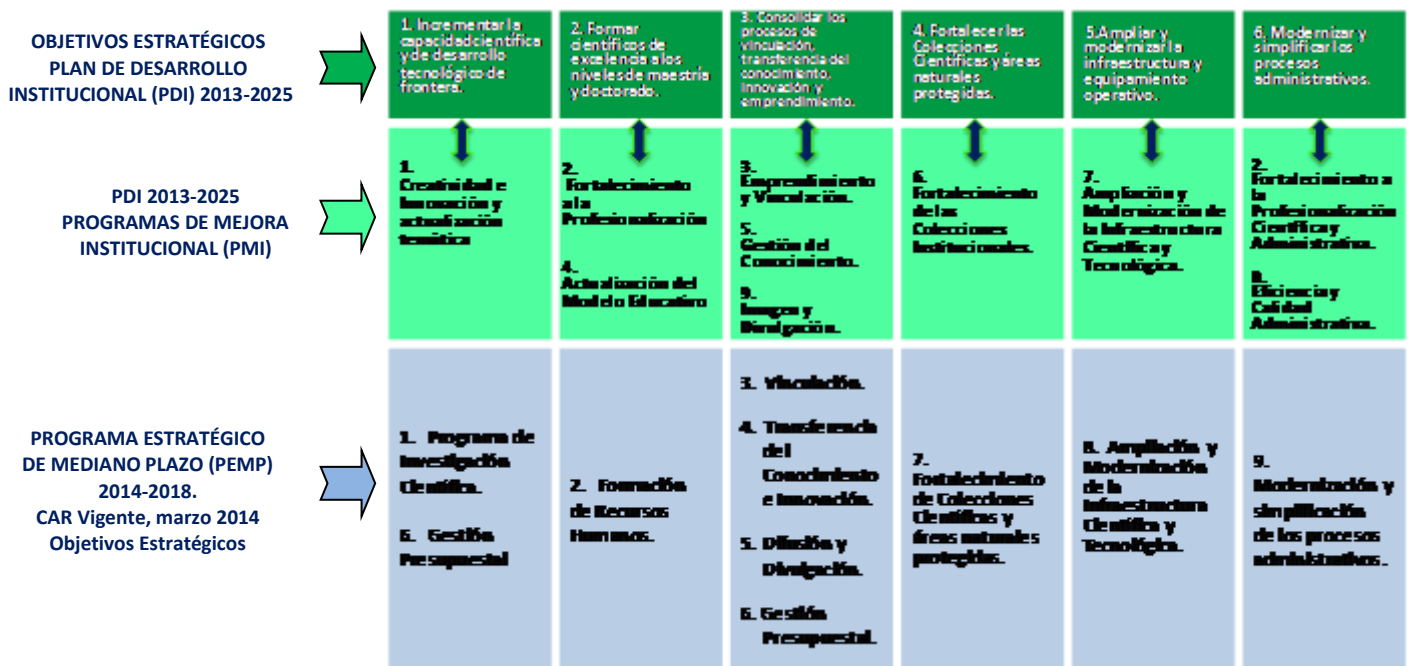 OBJETIVOS ESTRATÉGICOS
PLAN DE DESARROLLO
INSTITUCIONAL (PDI) 2013-2025
1. Incrementar la
capacidad científica
y de desarrollo
tecnológico de
frontera.
2. Formar
científicos de
excelencia a los
niveles de maestría
y doctorado.
3. Consolidar los
procesos de
vinculación,
transferencia del
conocimiento,
innovación y
emprendimiento.
4. Fortalecer las
Colecciones
Científicas y áreas
naturales
protegidas.
5.Ampliar y
modernizar la
infraestructura y
equipamiento
operativo.
6. Modernizar y
simplificar los
procesos
administrativos.
PDI 2013-2025
PROGRAMAS DE MEJORA
INSTITUCIONAL (PMI)
1.
Creatividad e
Innovación y
actualización
temática
2.
Fortalecimiento
a la
Profesionalización
4.
Actualización del
Modelo Educativo
3.
Emprendimiento
y Vinculación.
5.
Gestión del
Conocimiento.
9.
Imagen y
Divulgación.
6.
Fortalecimiento
de las
Colecciones
Institucionales.
7.
Ampliación y
Modernización de
la Infraestructura
Científica y
Tecnológica.
2.
Fortalecimiento a
la
Profesionalización
Científica y
Administrativa.
8.
Eficiencia y
Calidad
Administrativa.
PROGRAMA ESTRATÉGICO
DE MEDIANO PLAZO (PEMP)
2014-2018.
CAR Vigente, marzo 2014
Objetivos Estratégicos
1. Programa de
Investigación
Científica.
6. Gestión
Presupuestal
2. Formación
de Recursos
Humanos.
3. Vinculación.
4. Transferencia
del
Conocimiento
e Innovación.
5. Difusión y
Divulgación.
6. Gestión
Presupuestal.
7.
Fortalecimiento
de Colecciones
Científicas y
áreas naturales
protegidas.
8. Ampliación y
Modernización
de la
Infraestructura
Científica y
Tecnológica.
9.
Modernización y
simplificación
de los procesos
administrativos.